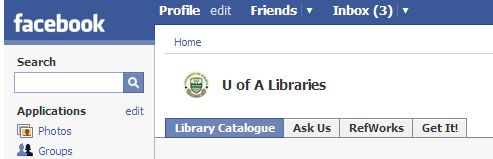 facebook
Profile edit Friends Inbox (3)
Search
Applications edit
Photos
Groups
Home
U of A Libraries
Library Catalogue Ask Us RefWorks Get It!